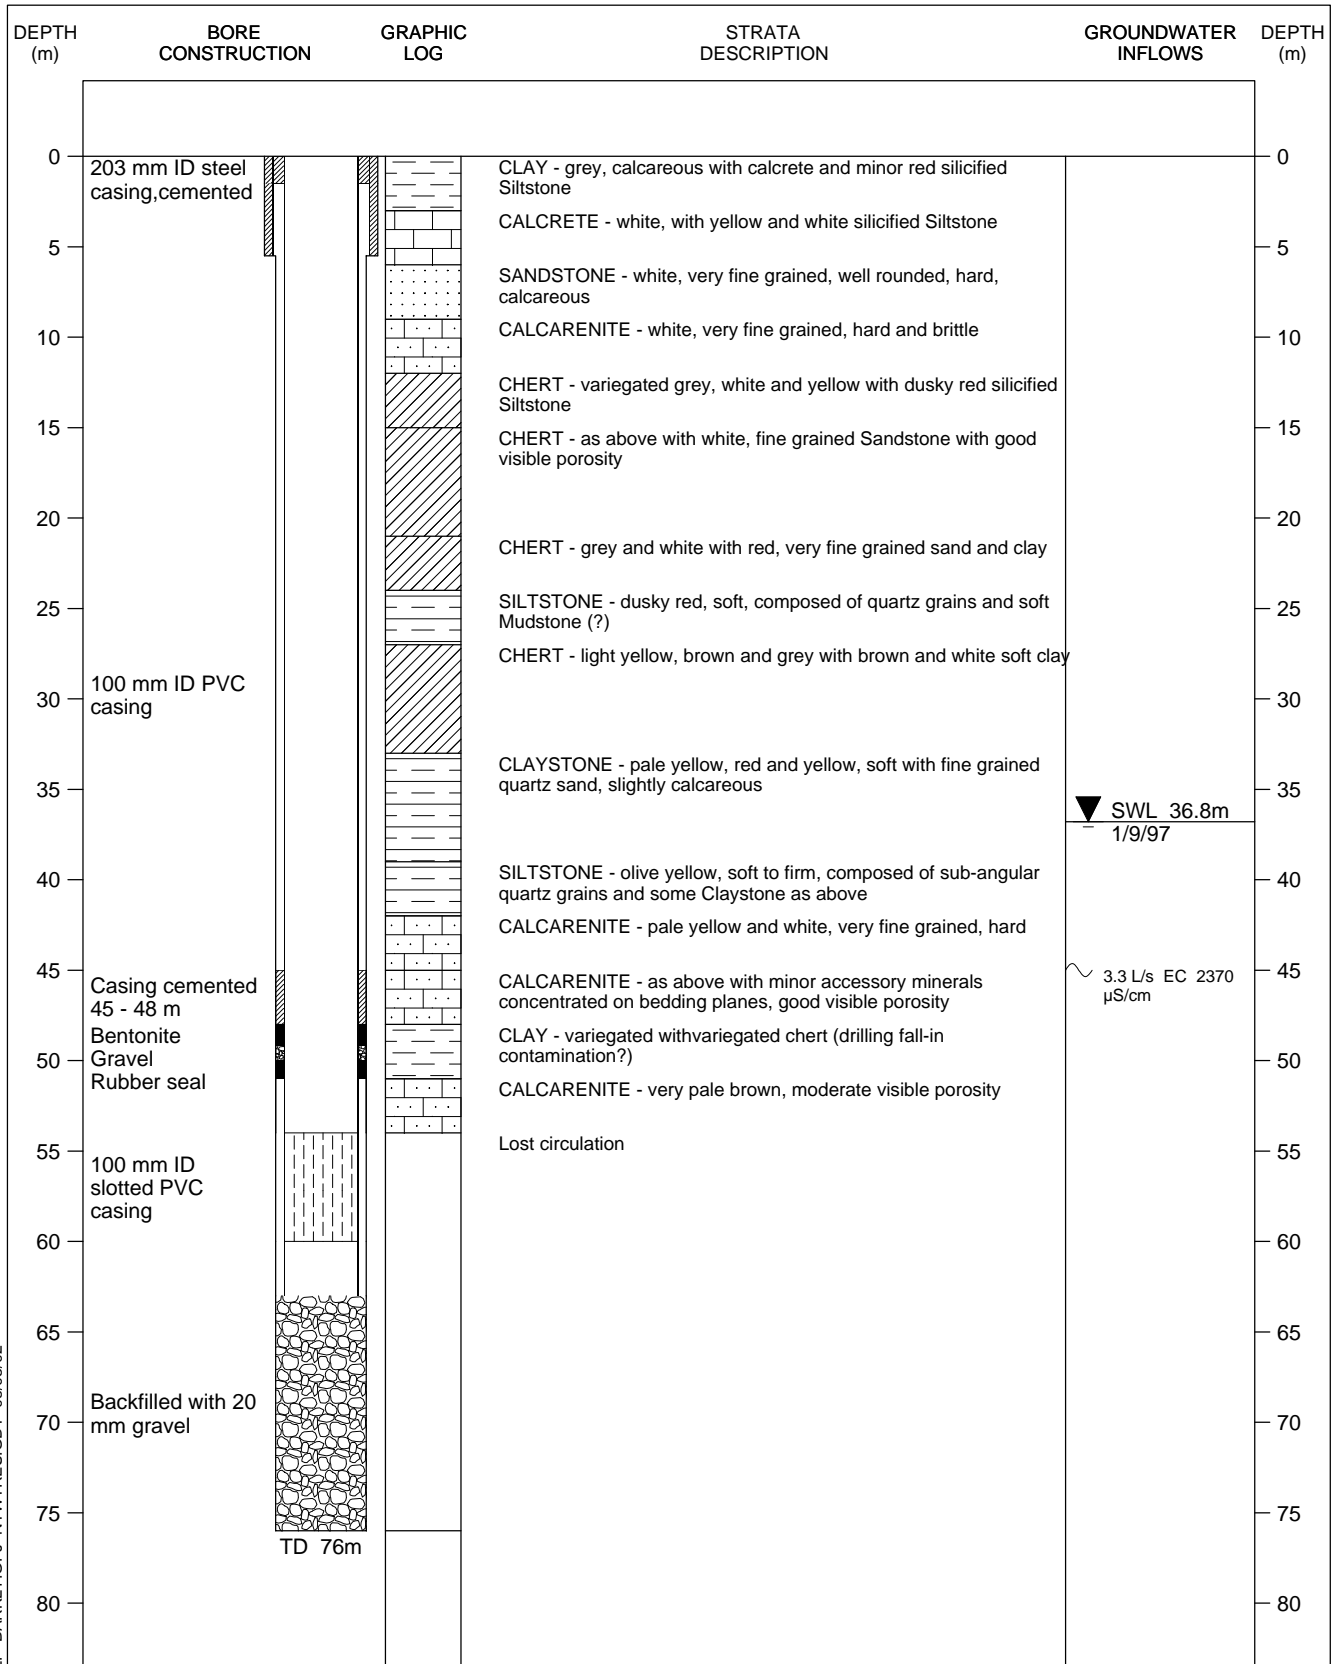 DEPTH
(m)
BORE
CONSTRUCTION
GRAPHIC
LOG
STRATA
DESCRIPTION
GROUNDWATER
INFLOWS
DEPTH
(m)
0
203 mm ID steel
casing,cemented
CLAY - grey, calcareous with calcrete and minor red silicified
Siltstone
0
CALCRETE - white, with yellow and white silicified Siltstone
5
5
SANDSTONE - white, very fine grained, well rounded, hard,
calcareous
CALCARENITE - white, very fine grained, hard and brittle
10
10
CHERT - variegated grey, white and yellow with dusky red silicified
Siltstone
15
CHERT - as above with white, fine grained Sandstone with good
visible porosity
15
20
20
CHERT - grey and white with red, very fine grained sand and clay
25
SILTSTONE - dusky red, soft, composed of quartz grains and soft
Mudstone (?)
25
CHERT - light yellow, brown and grey with brown and white soft clay
30
100 mm ID PVC
casing
30
CLAYSTONE - pale yellow, red and yellow, soft with fine grained
quartz sand, slightly calcareous
35
35
SWL 36.8m
1/9/97
40
SILTSTONE - olive yellow, soft to firm, composed of sub-angular
quartz grains and some Claystone as above
40
CALCARENITE - pale yellow and white, very fine grained, hard
45
Casing cemented
45 - 48 m
CALCARENITE - as above with minor accessory minerals
concentrated on bedding planes, good visible porosity
3.3 L/s EC 2370
µS/cm
45
Bentonite
Gravel
Rubber seal
CLAY - variegated withvariegated chert (drilling fall-in
contamination?)
50
50
CALCARENITE - very pale brown, moderate visible porosity
Lost circulation
55
55
100 mm ID
slotted PVC
casing
60
60
65
65
Backfilled with 20
mm gravel
70
70
75
75
TD 76m
80
80